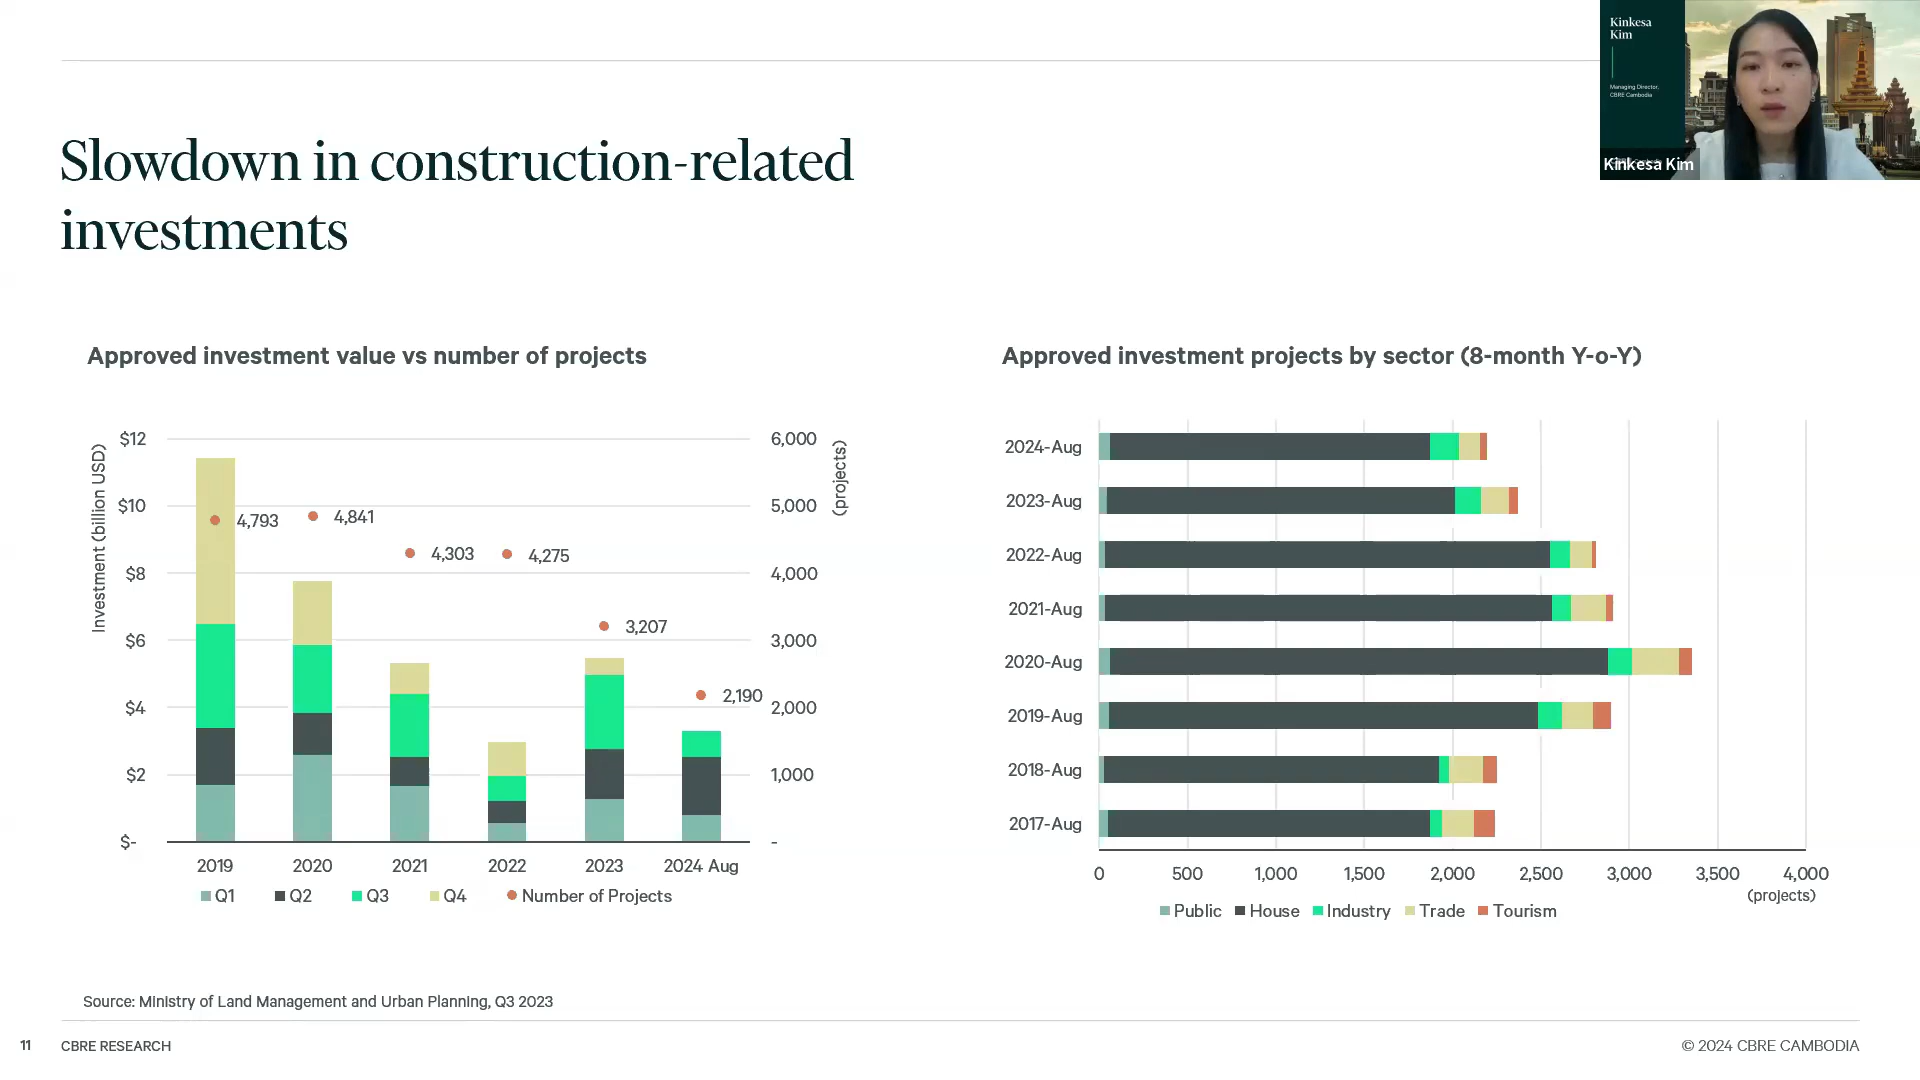 Kinkesa
Kim
Managing Director,
CBRE Cambodia
Kinkesa Kim
Slowdown in construction-related
investments
Approved investment value vs number of projects
Investment (billion USD)
$12
$10
$8
$6
$4
$2
$-
6,000
5,000
4,000
3,000
2,000
1,000
-
(projects)
4,793
4,841
4,303
4,275
3,207
2,190
2019 2020 2021 2022 2023 2024 Aug
Q1 Q2 Q3 Q4 Number of Projects
Approved investment projects by sector (8-month Y-o-Y)
2024-Aug
2023-Aug
2022-Aug
2021-Aug
2020-Aug
2019-Aug
2018-Aug
2017-Aug
0 500 1,000 1,500 2,000 2,500 3,000 3,500 4,000
(projects)
Public House Industry Trade Tourism
Source: Ministry of Land Management and Urban Planning, Q3 2023
11 CBRE RESEARCH
© 2024 CBRE CAMBODIA